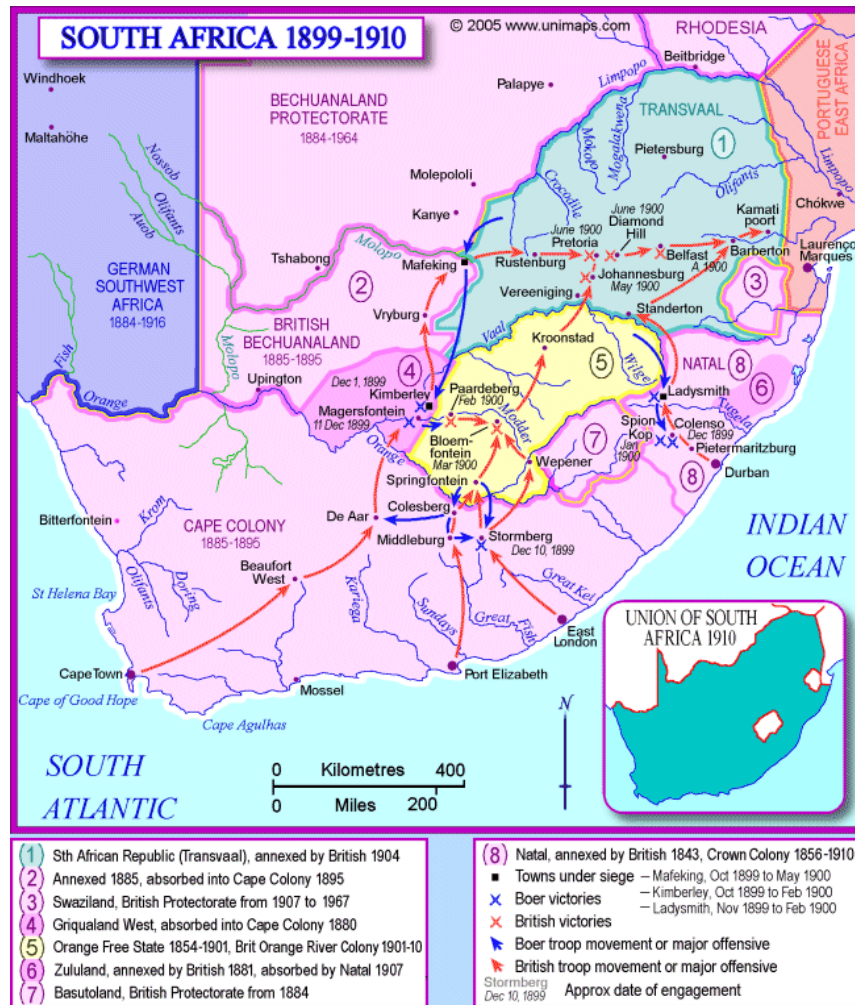 SOUTH AFRICA 1899-1910
© 2005 www.unimaps.com
RHODESIA
Beitbridge
Windhoek
Maltahöhe
Palapye
Limpopo
BECHUANALAND
PROTECTORATE
1884-1964
TRANSVAAL
1
PORTUGUESE
EAST AFRICA
Mokolo
Mogalakwena
Pietersburg
Nossob
Olifants
Auob
Molepololi
Kanye
Crocodile
Olifants
Limpopo
Chókwe
June 1900
Diamond
Hill
June 1900
Pretoria
Kamati
poort
Molopo
Tshabong
Mafeking
Rustenburg
Belfast
A 1900
Barberton
Laurenço
Marques
GERMAN
SOUTHWEST
AFRICA
1884-1916
2
Johannesburg
May 1900
Vereeniging
3
Vryburg
Standerton
BRITISH
BECHUANALAND
1885-1895
Molopo
Vaal
Kroonstad
5
Wilge
NATAL
8
6
Fish
Orange
Upington
4
Dec 1, 1899
Kimberley
Magersfontein
11 Dec 1899
Paardeberg
Feb 1900
Modder
Ladysmith
Tugela
Bloem-
fontein
Mar 1900
Spion
Kop
Jan
1900
Colenso
Dec 1899
Orange
7
Wepener
Pietermaritzburg
8
Durban
Springfontein
Colesberg
Bitterfontein
Krom
CAPE COLONY
1885-1895
De Aar
Middleburg
Stormberg
Dec 10, 1899
INDIAN
OCEAN
Beaufort
West
St Helena Bay
Olifants
Doring
Kariega
Sundays
Great
Fish
Great Kei
East
London
UNION OF SOUTH
AFRICA 1910
Cape Town
Port Elizabeth
Cape of Good Hope
Mossel
Cape Agulhas
N
SOUTH
ATLANTIC
0 Kilometres 400
0 Miles 200
1 Sth African Republic (Transvaal), annexed by British 1904
2 Annexed 1885, absorbed into Cape Colony 1895
3 Swaziland, British Protectorate from 1907 to 1967
4 Griqualand West, absorbed into Cape Colony 1880
5 Orange Free State 1854-1901, Brit Orange River Colony 1901-10
6 Zululand, annexed by British 1881, absorbed by Natal 1907
7 Basutoland, British Protectorate from 1884
8 Natal, annexed by British 1843, Crown Colony 1856-1910
Towns under siege – Mafeking, Oct 1899 to May 1900
– Kimberley, Oct 1899 to Feb 1900
– Ladysmith, Nov 1899 to Feb 1900
Boer victories
British victories
Boer troop movement or major offensive
British troop movement or major offensive
Stormberg
Dec 10, 1899
Approx date of engagement